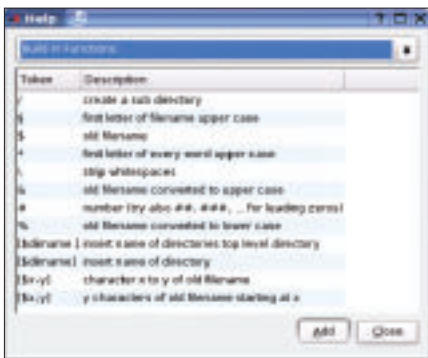 Help
Build in Functions
Token Description
/ create a sub directory
first letter of filename upper case
$ old filename
* first letter of every word upper case
\ strip whitespaces
& old filename converted to upper case
# number (try also ##, ###, ... for leading zeros)
% old filename converted to lower case
insert name of directories top level directory
[$dirname] insert name of directory
[$x-y] character x to y of old filename
[$x;y] y characters of old filename starting at x
Add Close